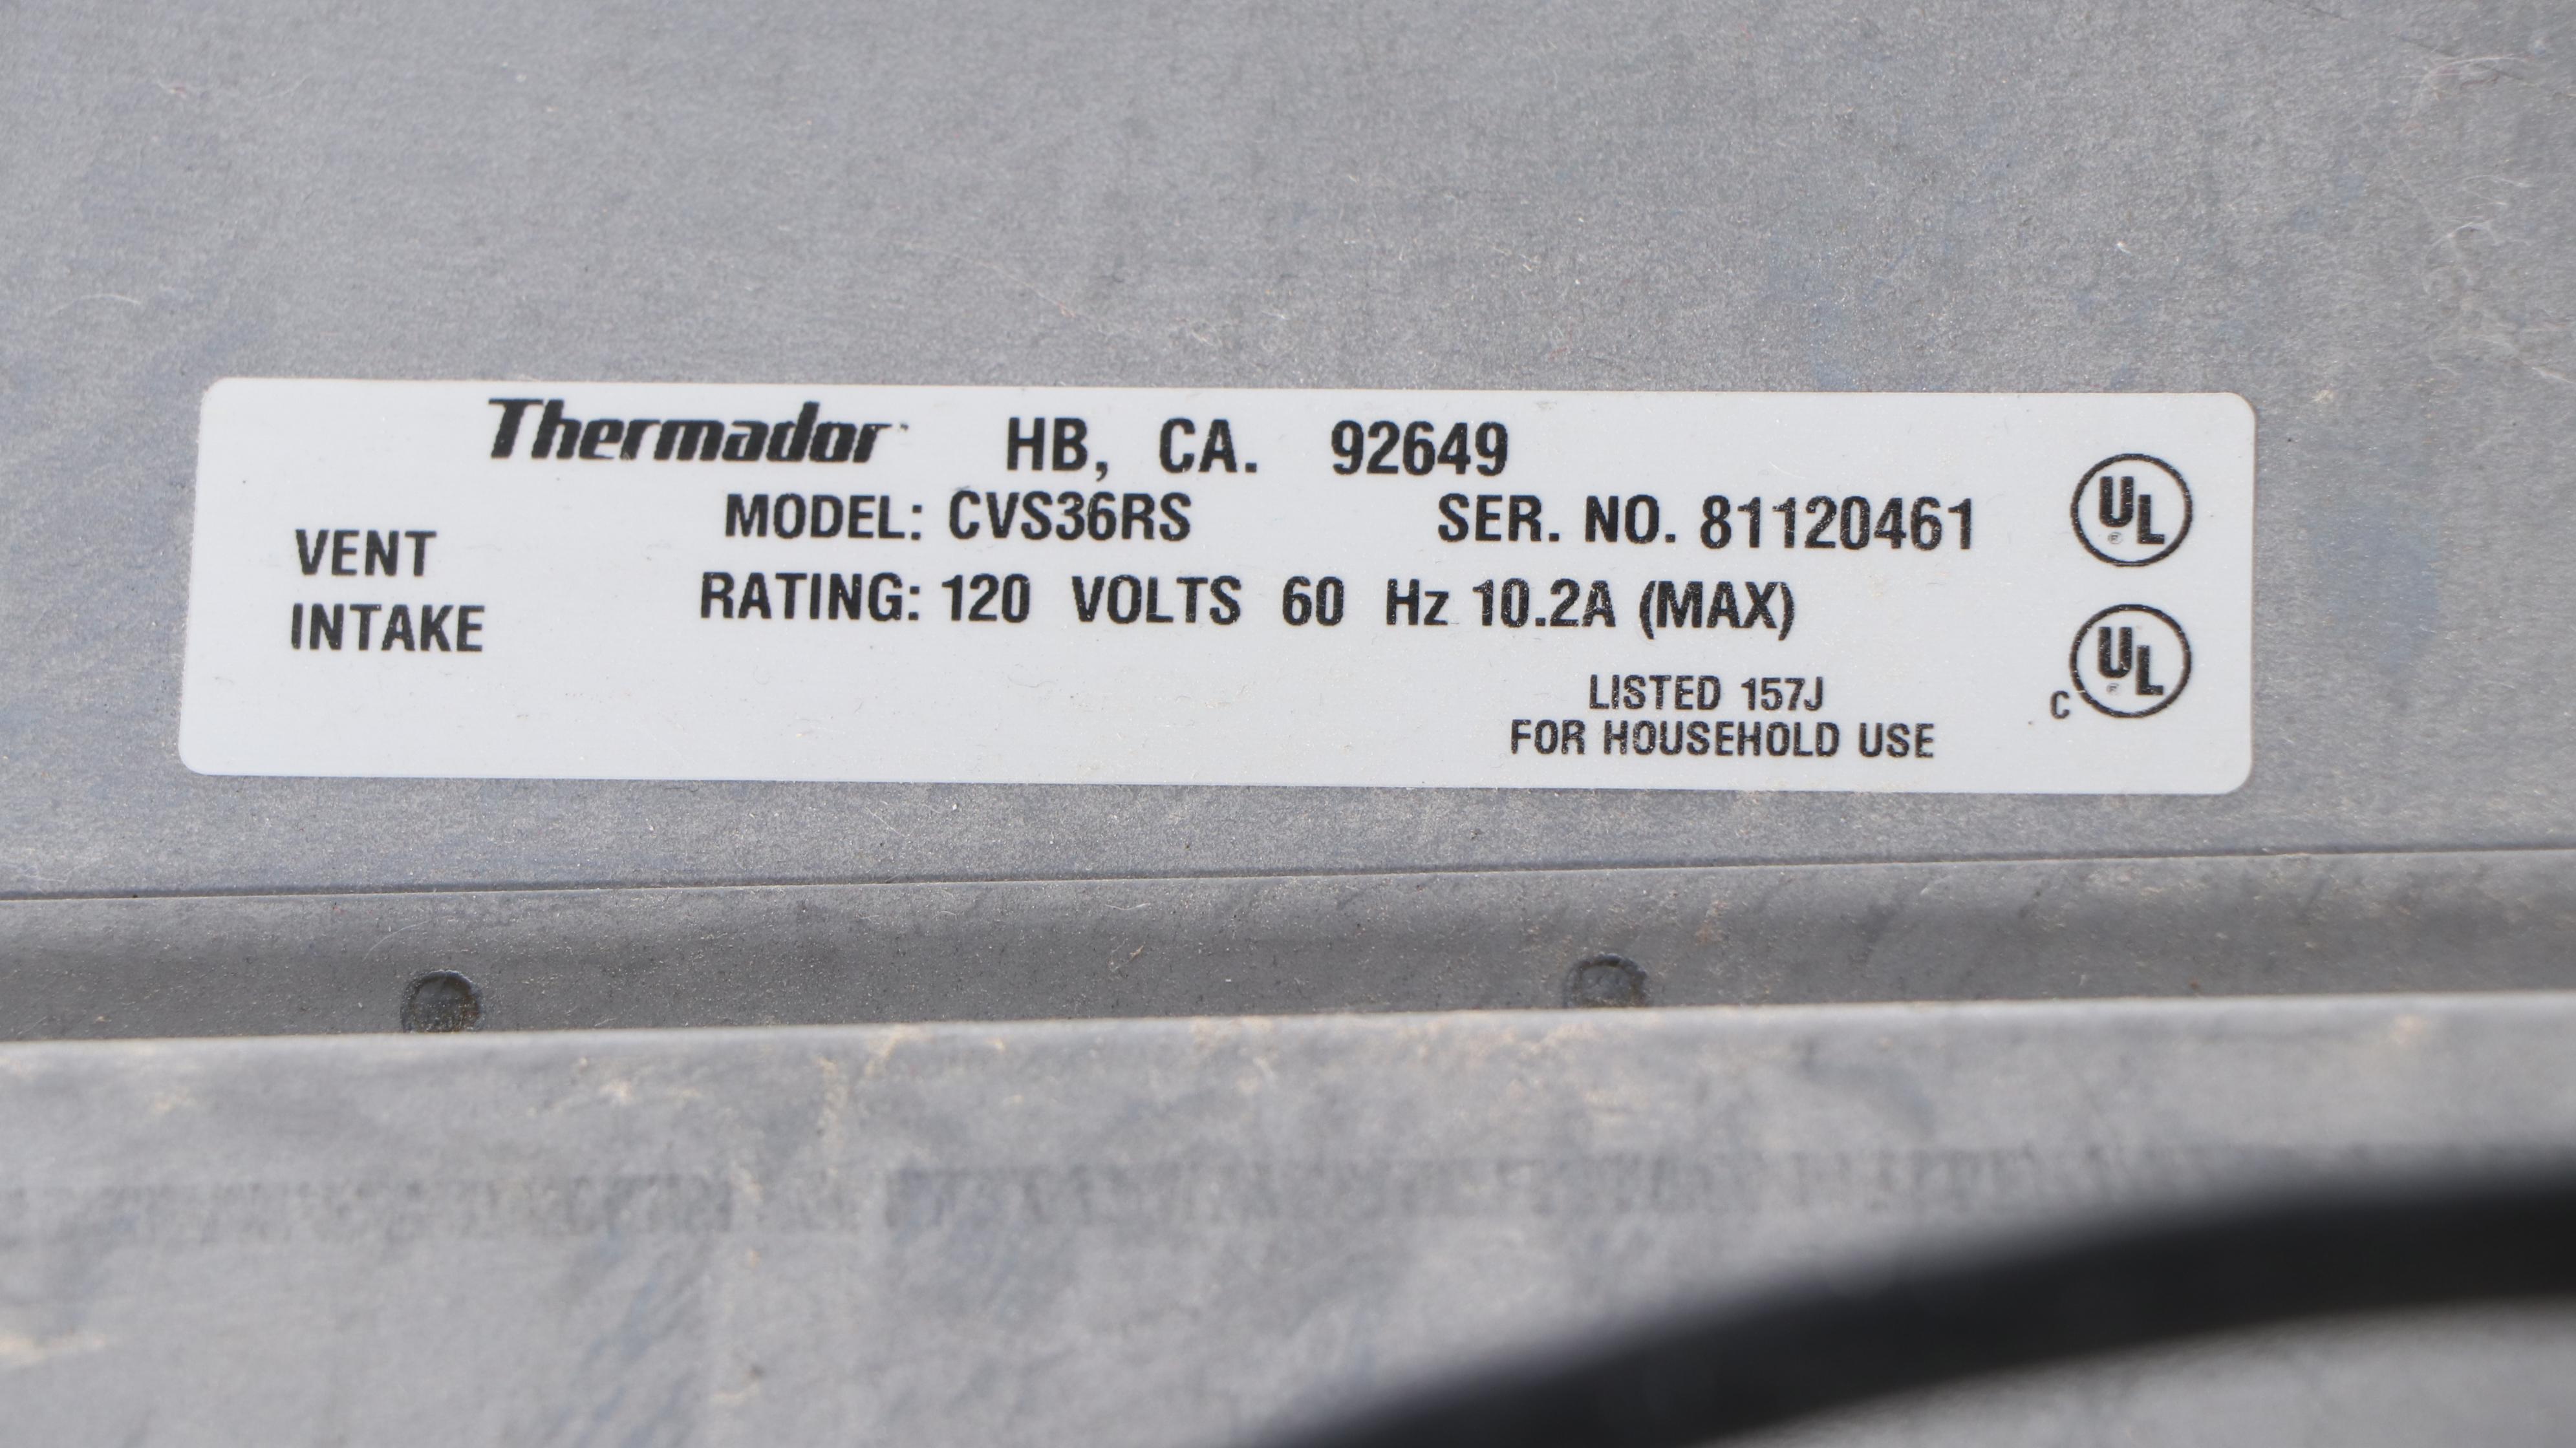 Thermador HB, CA. 92649
MODEL: CVS36RS SER. NO. 81120461
VENT
INTAKE
RATING: 120 VOLTS 60 Hz 10.2A (MAX)
LISTED 157J
FOR HOUSEHOLD USE
UL
C UL